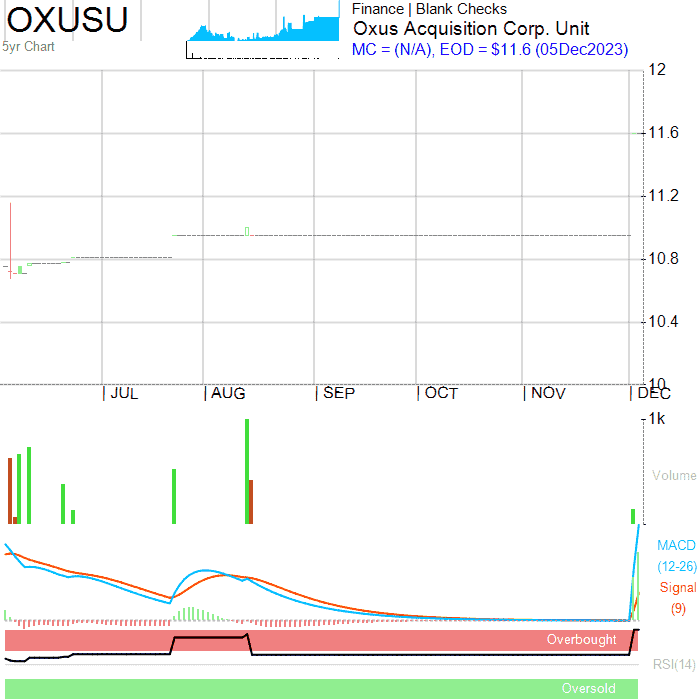 OXUSU
5yr Chart
Finance | Blank Checks
Oxus Acquisition Corp. Unit
MC = (N/A), EOD = $11.6 (05Dec2023)
12
11.6
11.2
10.8
10.4
10
| JUL | AUG | SEP | OCT | NOV | DEC
1k
Volume
MACD
(12-26)
Signal
(9)
Overbought
RSI(14)
Oversold